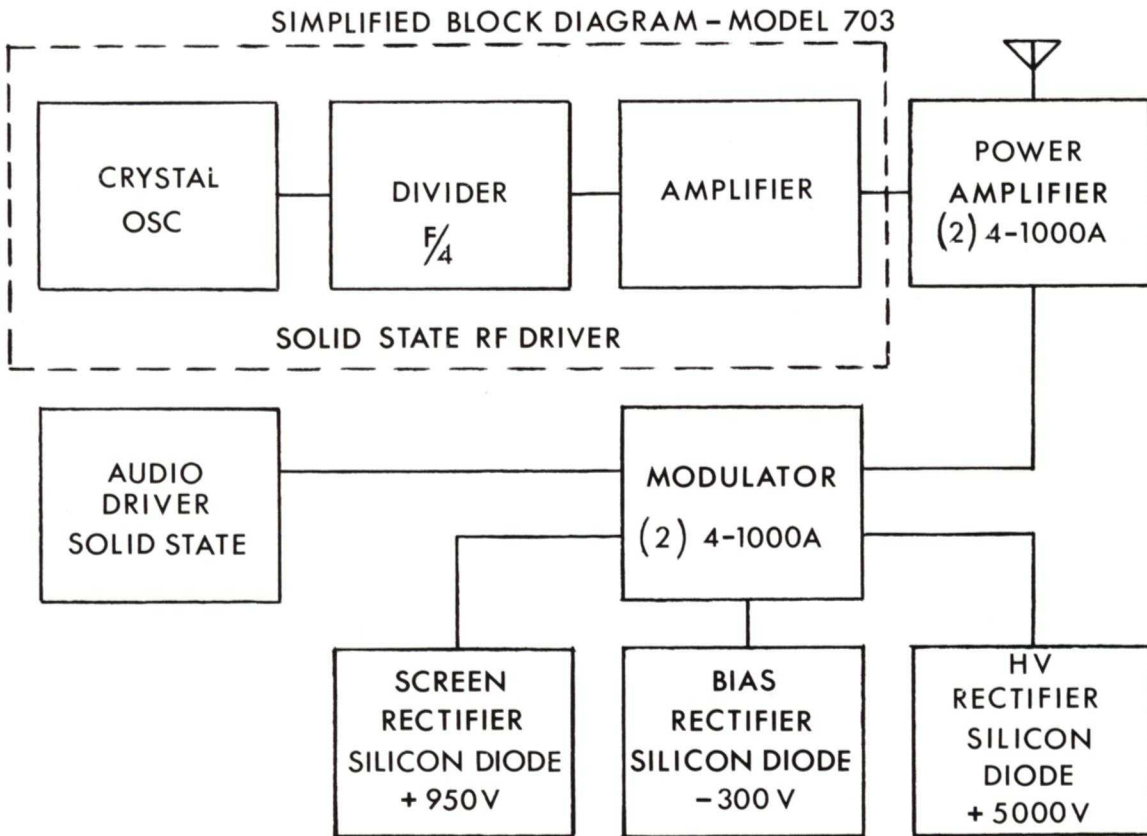 SIMPLIFIED BLOCK DIAGRAM – MODEL 703
CRYSTAL
OSC
DIVIDER
F/4
AMPLIFIER
POWER
AMPLIFIER
(2) 4-1000A
SOLID STATE RF DRIVER
AUDIO
DRIVER
SOLID STATE
MODULATOR
(2) 4-1000A
SCREEN
RECTIFIER
SILICON DIODE
+950V
BIAS
RECTIFIER
SILICON DIODE
-300 V
HV
RECTIFIER
SILICON
DIODE
+5000V